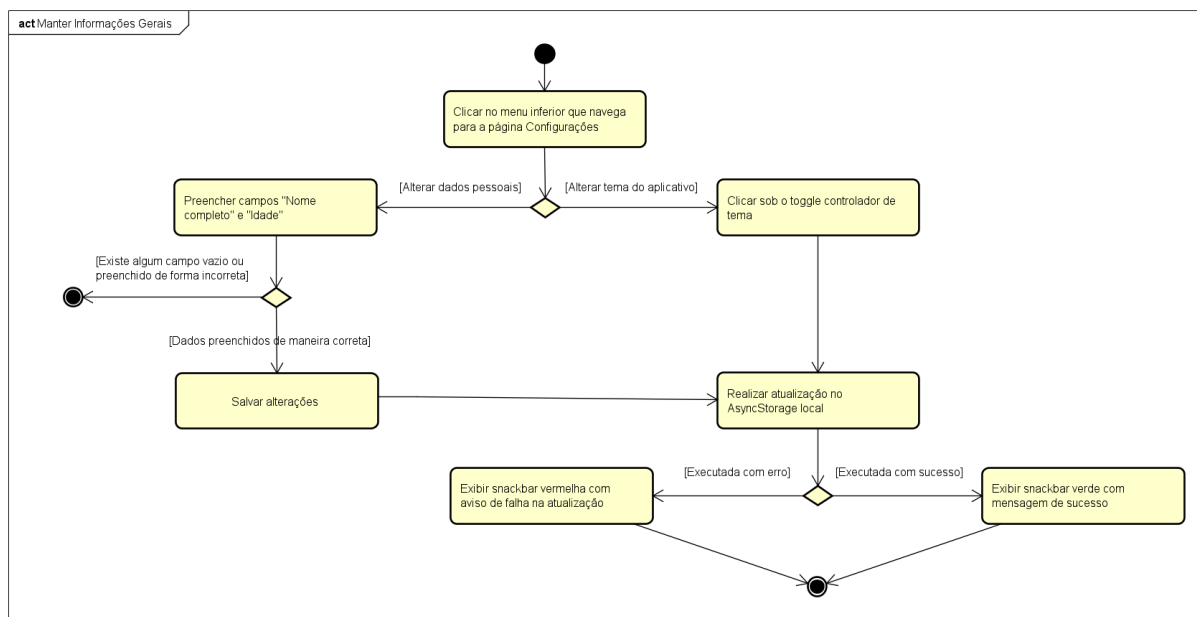 act Manter Informações Gerais
Clicar no menu inferior que navega
para a página Configurações
[Alterar dados pessoais]
[Alterar tema do aplicativo]
Preencher campos "Nome
completo" e "Idade"
Clicar sob o toggle controlador de
tema
[Existe algum campo vazio ou
preenchido de forma incorreta]
[Dados preenchidos de maneira correta]
Salvar alterações
Realizar atualização no
AsyncStorage local
[Executada com erro]
[Executada com sucesso]
Exibir snackbar vermelha com
aviso de falha na atualização
Exibir snackbar verde com
mensagem de sucesso